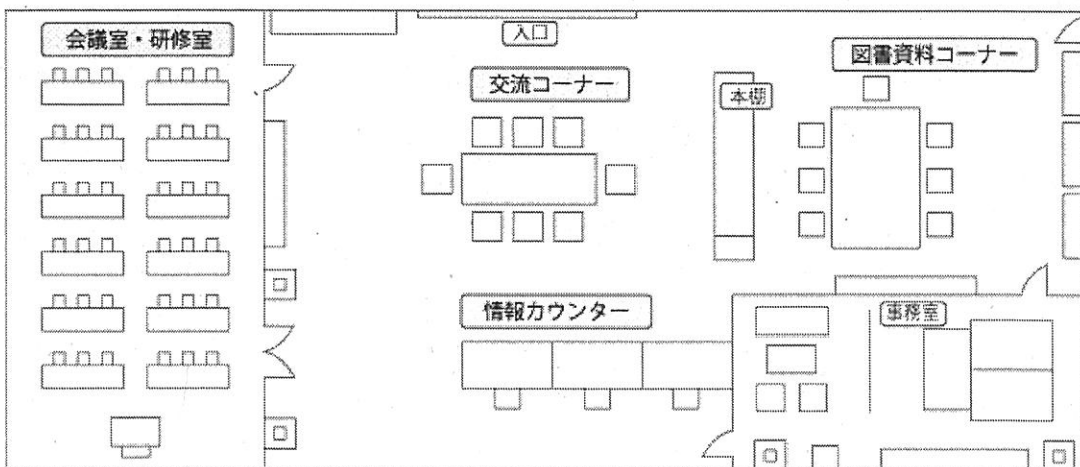 会議室・研修室
入口
交流コーナー
図書資料コーナー
本棚
情報カウンター
事務室